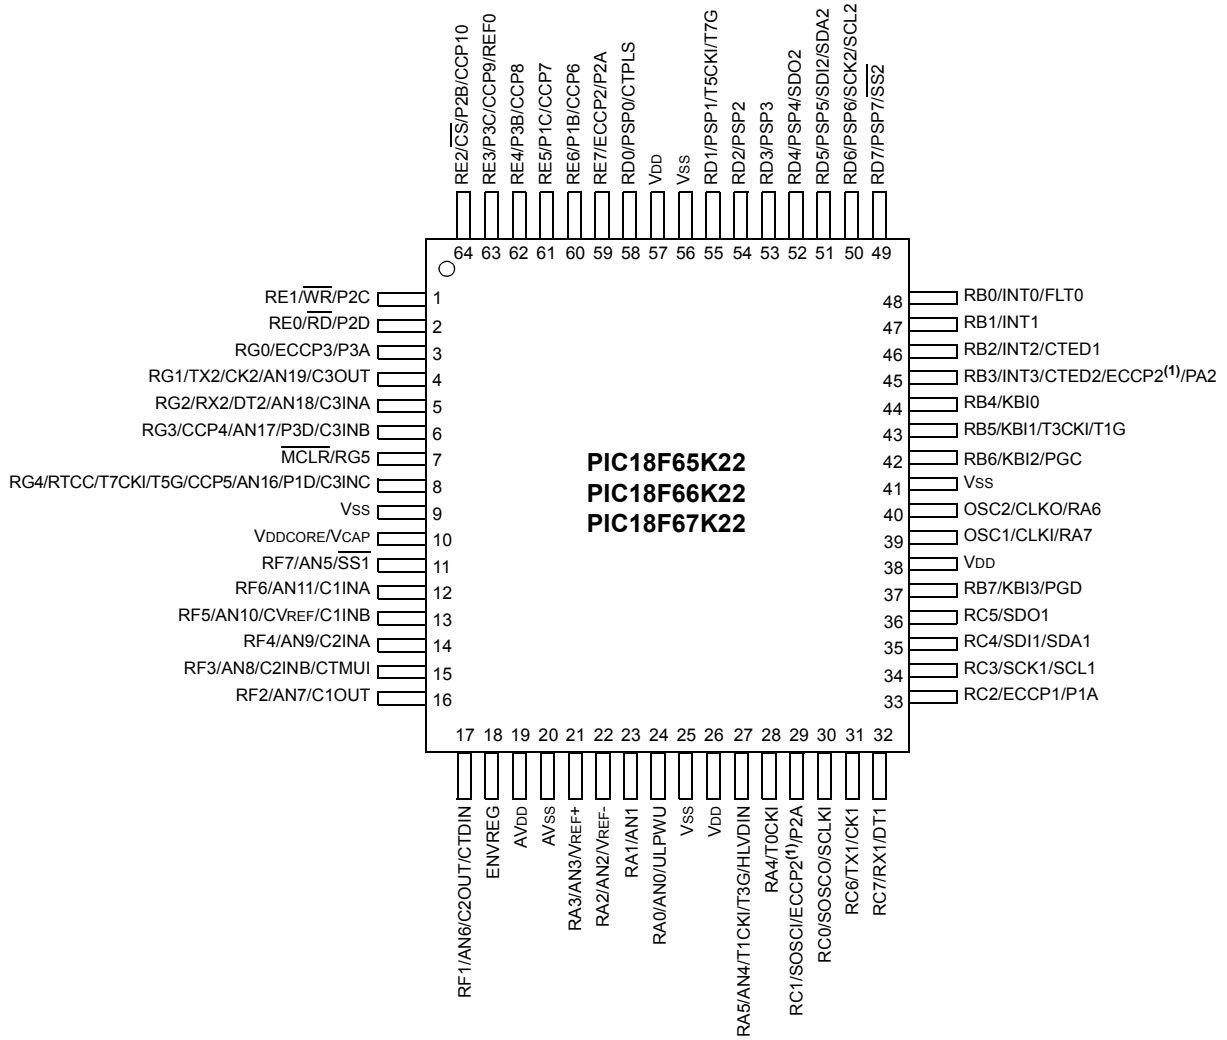 RE2/CS/P2B/CCP10
RE3/P3C/CCP9/REF0
RE4/P3B/CCP8
RE5/P1C/CCP7
RE6/P1B/CCP6
RE7/ECCP2/P2A
RD0/PSP0/CTPLS
VDD
VSS
RD1/PSP1/T5CKI/T7G
RD2/PSP2
RD3/PSP3
RD4/PSP4/SDO2
RD5/PSP5/SDI2/SDA2
RD6/PSP6/SCK2/SCL2
RD7/PSP7/SS2
64 63 62 61 60 59 58 57 56 55 54 53 52 51 50 49
RE1/WR/P2C 1
RE0/RD/P2D 2
RG0/ECCP3/P3A 3
RG1/TX2/CK2/AN19/C3OUT 4
RG2/RX2/DT2/AN18/C3INA 5
RG3/CCP4/AN17/P3D/C3INB 6
MCLR/RG5 7
RG4/RTCC/T7CKI/T5G/CCP5/AN16/P1D/C3INC 8
VSS 9
VDDCORE/VCAP 10
RF7/AN5/SS1 11
RF6/AN11/C1INA 12
RF5/AN10/CVREF/C1INB 13
RF4/AN9/C2INA 14
RF3/AN8/C2INB/CTMUI 15
RF2/AN7/C1OUT 16
PIC18F65K22
PIC18F66K22
PIC18F67K22
48 RB0/INT0/FLT0
47 RB1/INT1
46 RB2/INT2/CTED1
45 RB3/INT3/CTED2/ECCP2(1)/PA2
44 RB4/KBI0
43 RB5/KBI1/T3CKI/T1G
42 RB6/KBI2/PGC
41 VSS
40 OSC2/CLKO/RA6
39 OSC1/CLKI/RA7
38 VDD
37 RB7/KBI3/PGD
36 RC5/SDO1
35 RC4/SDI1/SDA1
34 RC3/SCK1/SCL1
33 RC2/ECCP1/P1A
17 18 19 20 21 22 23 24 25 26 27 28 29 30 31 32
RF1/AN6/C2OUT/CTDIN
ENVREG
AVDD
AVSS
RA3/AN3/VREF+
RA2/AN2/VREF-
RA1/AN1
RA0/AN0/ULPWU
VSS
VDD
RA5/AN4/T1CKI/T3G/HLVDIN
RA4/T0CKI
RC1/SOSCI/ECCP2(1)/P2A
RC0/SOSCO/SCLKI
RC6/TX1/CK1
RC7/RX1/DT1